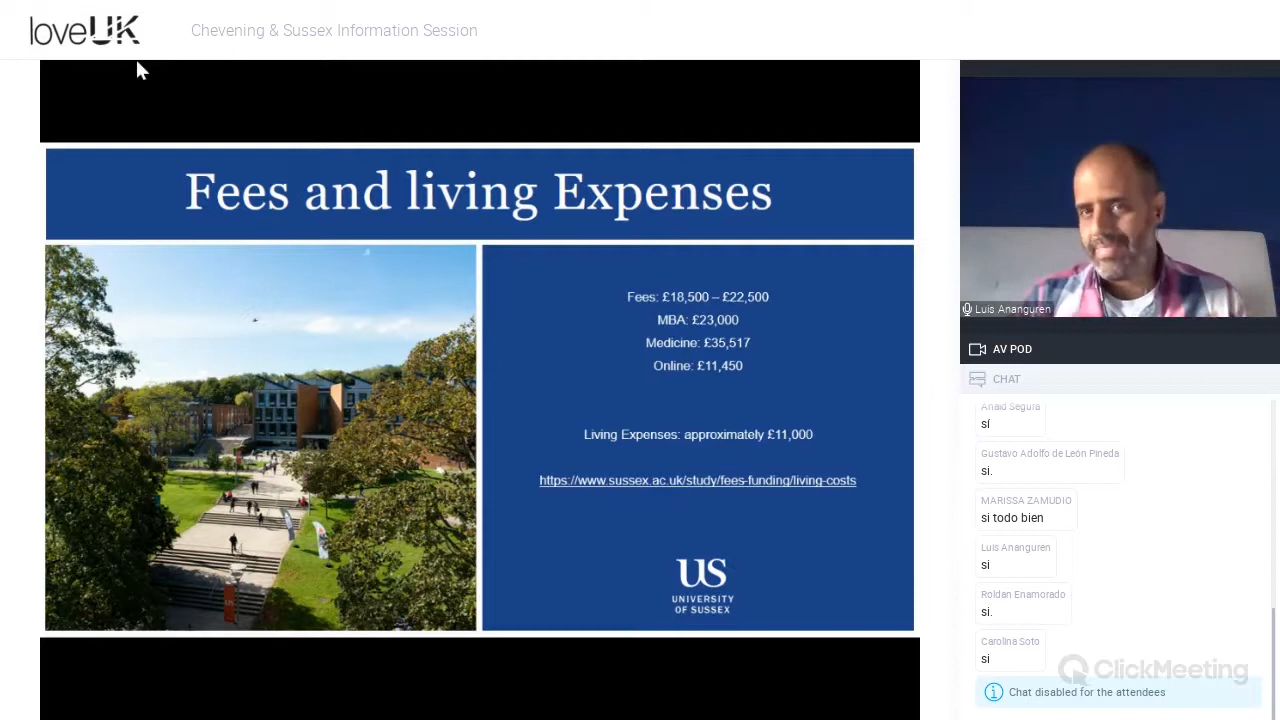 loveUK
Chevening & Sussex Information Session
Fees and living Expenses
Fees: £18,500 – £22,500
MBA: £23,000
Medicine: £35,517
Online: £11,450
Living Expenses: approximately £11,000
https://www.sussex.ac.uk/study/fees-funding/living-costs
US
UNIVERSITY
OF SUSSEX
Luis Ananguren
AV POD
CHAT
Anaid Segura
sí
Gustavo Adolfo de León Pineda
si.
MARISSA ZAMUDIO
si todo bien
Luis Ananguren
si
Roldan Enamorado
si.
Carolina Soto
si
ClickMeeting
Chat disabled for the attendees